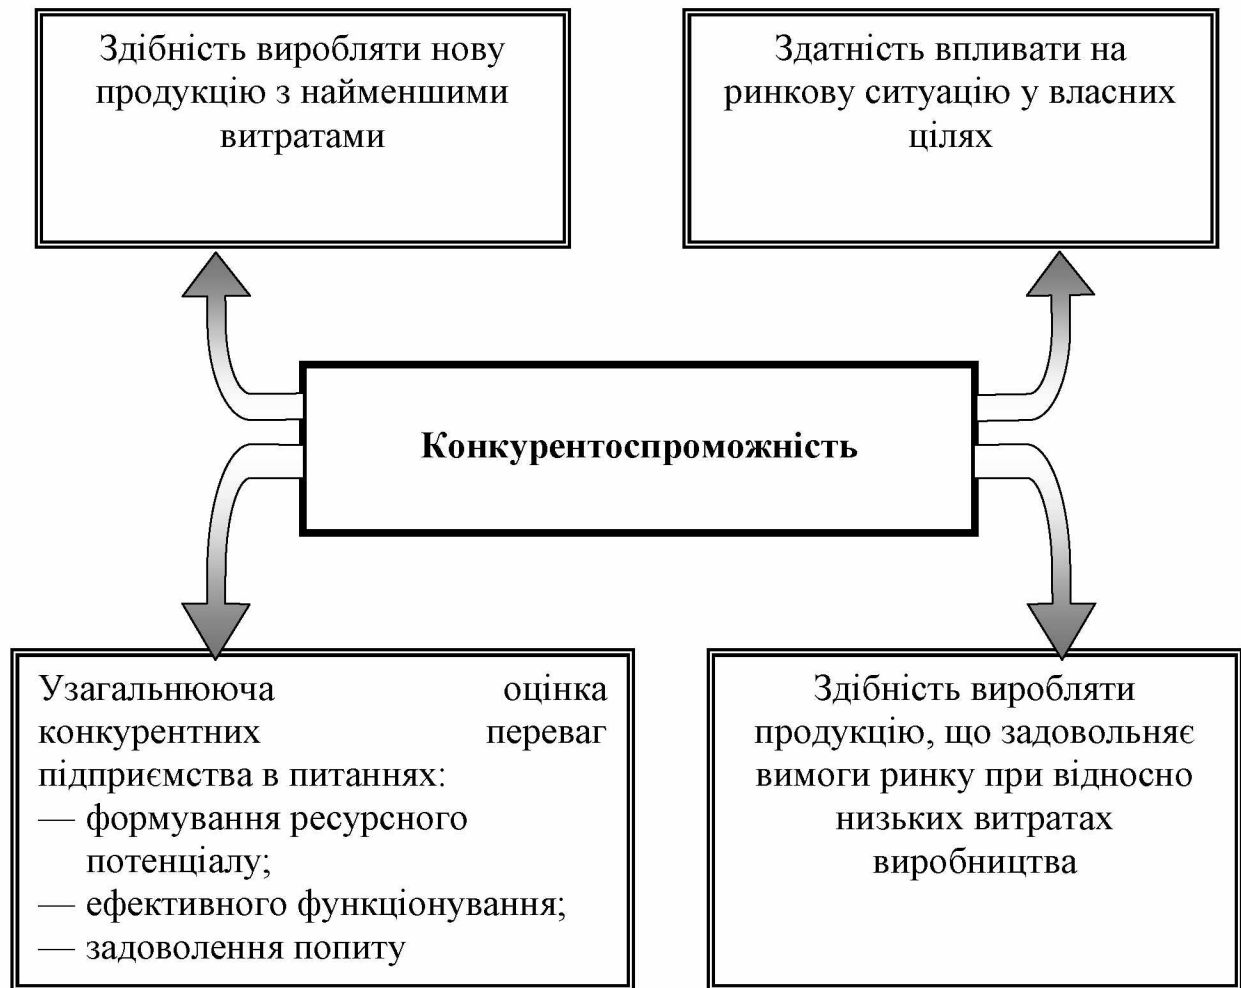 Здібність виробляти нову
продукцію з найменшими
витратами
Здатність впливати на
ринкову ситуацію у власних
цілях
Конкурентоспроможність
Узагальнююча оцінка
конкурентних переваг
підприємства в питаннях:
— формування ресурсного
потенціалу;
— ефективного функціонування;
— задоволення попиту
Здібність виробляти
продукцію, що задовольняє
вимоги ринку при відносно
низьких витратах
виробництва